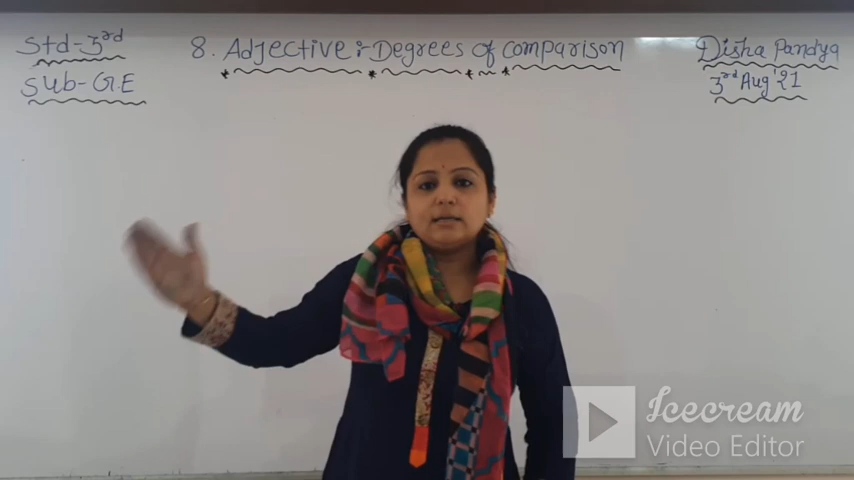 Std-3rd
Sub-G.E
8. Adjective :- Degrees of comparison
Disha Pandya
3rd Aug'21
Icecream
Video Editor